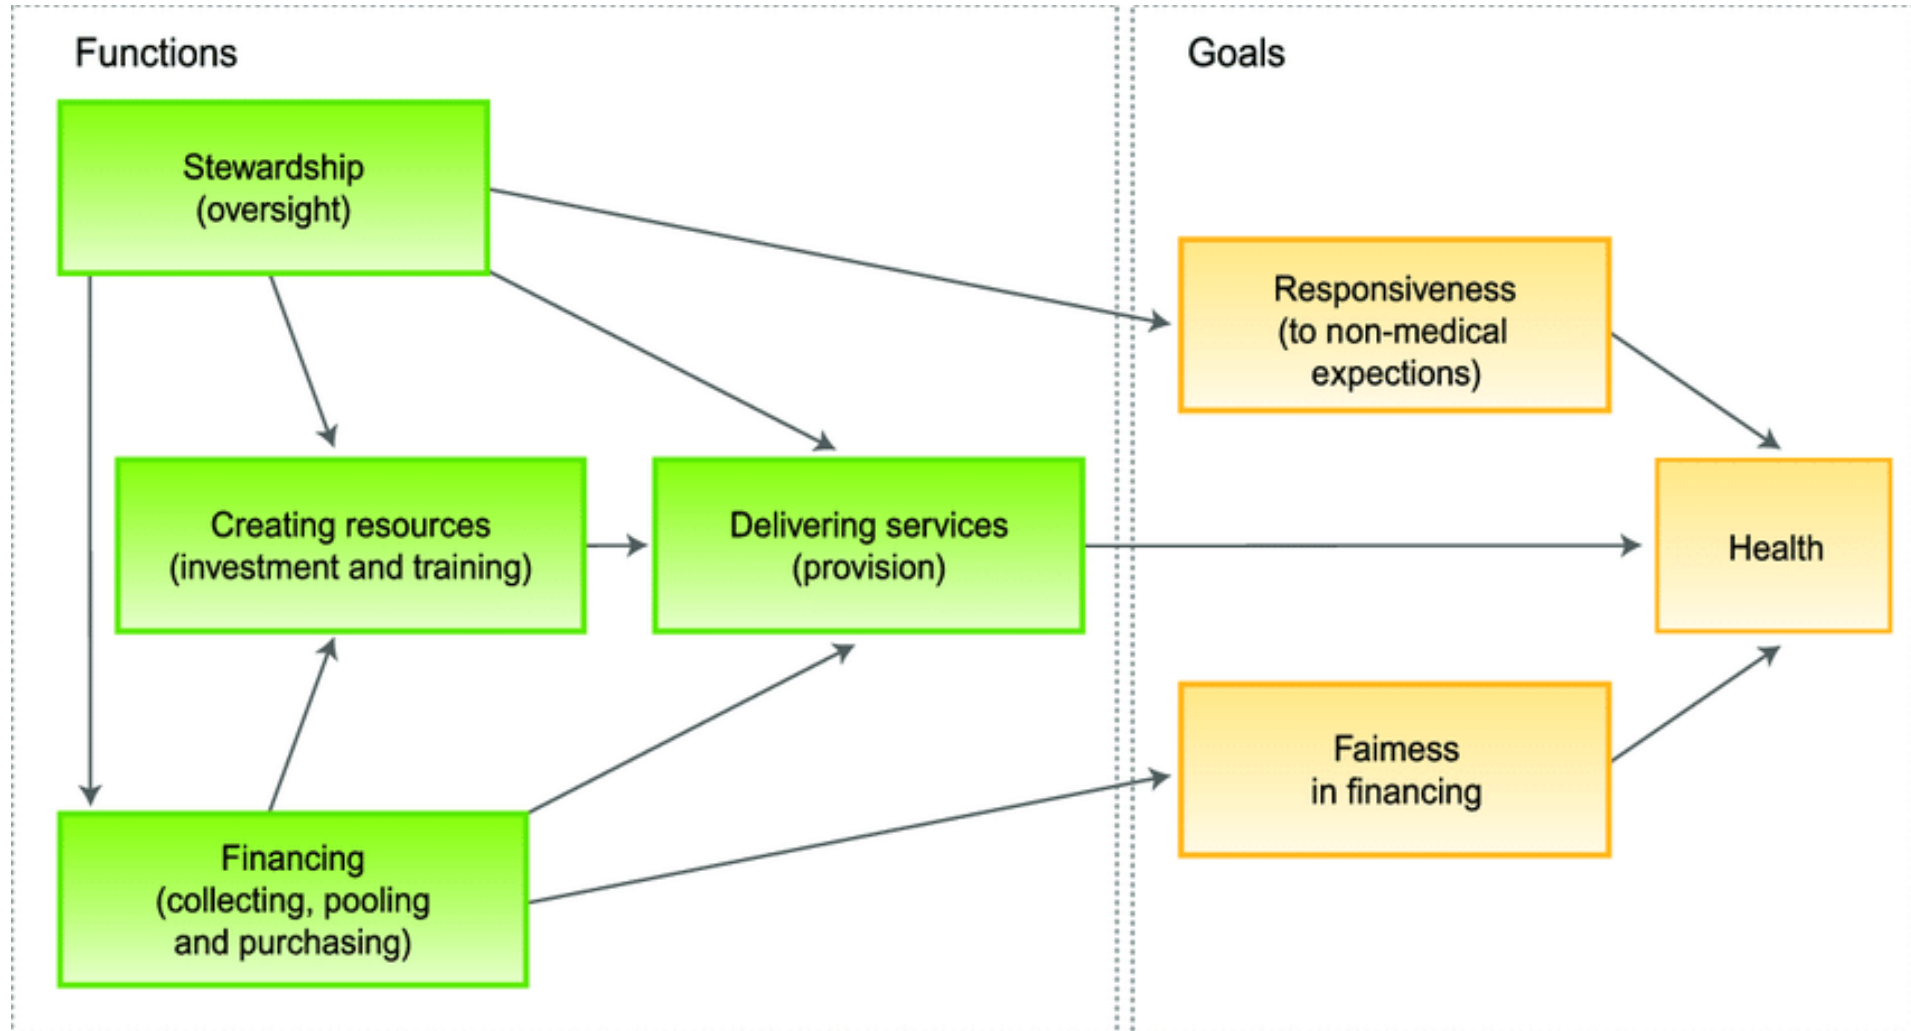 Functions
Stewardship
(oversight)
Creating resources
(investment and training)
Delivering services
(provision)
Financing
(collecting, pooling
and purchasing)
Goals
Responsiveness
(to non-medical
expections)
Health
Faimess
in financing